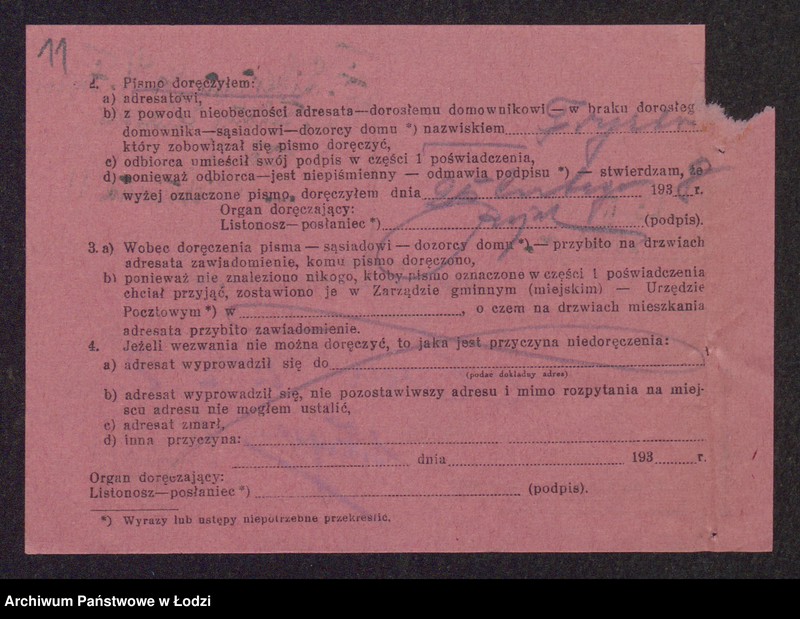 11
2. Pismo doręczyłem:
a) adresatowi,
b) z powodu nieobecności adresata—dorosłemu domownikowi—w braku dorosłeg
domownika—sąsiadowi—dozorcy domu *) nazwiskiem
który zobowiązał się pismo doręczyć,
c) odbiorca umieścił swój podpis w części 1 poświadczenia,
d) ponieważ odbiorca—jest niepiśmienny — odmawia podpisu *) — stwierdzam, że
wyżej oznaczone pismo, doręczyłem dnia 193 8 r.
Organ doręczający:
Listonosz—posłaniec *) (podpis).
3. a) Wobec doręczenia pisma — sąsiadowi — dozorcy domu *) — przybito na drzwiach
adresata zawiadomienie, komu pismo doręczono,
b) ponieważ nie znaleziono nikogo, ktoby pismo oznaczone w części 1 poświadczenia
chciał przyjąć, zostawiono je w Zarządzie gminnym (miejskim) — Urzędzie
Pocztowym *) w , o czem na drzwiach mieszkania
adresata przybito zawiadomienie.
4. Jeżeli wezwania nie można doręczyć, to jaka jest przyczyna niedoręczenia:
a) adresat wyprowadził się do
(podać dokładny adres)
b) adresat wyprowadził się, nie pozostawiwszy adresu i mimo rozpytania na miej-
scu adresu nie mogłem ustalić,
c) adresat zmarł,
d) inna przyczyna:
dnia 193 r.
Organ doręczający:
Listonosz—posłaniec *) (podpis).
*) Wyrazy lub ustępy niepotrzebne przekreślić.
Archiwum Państwowe w Łodzi